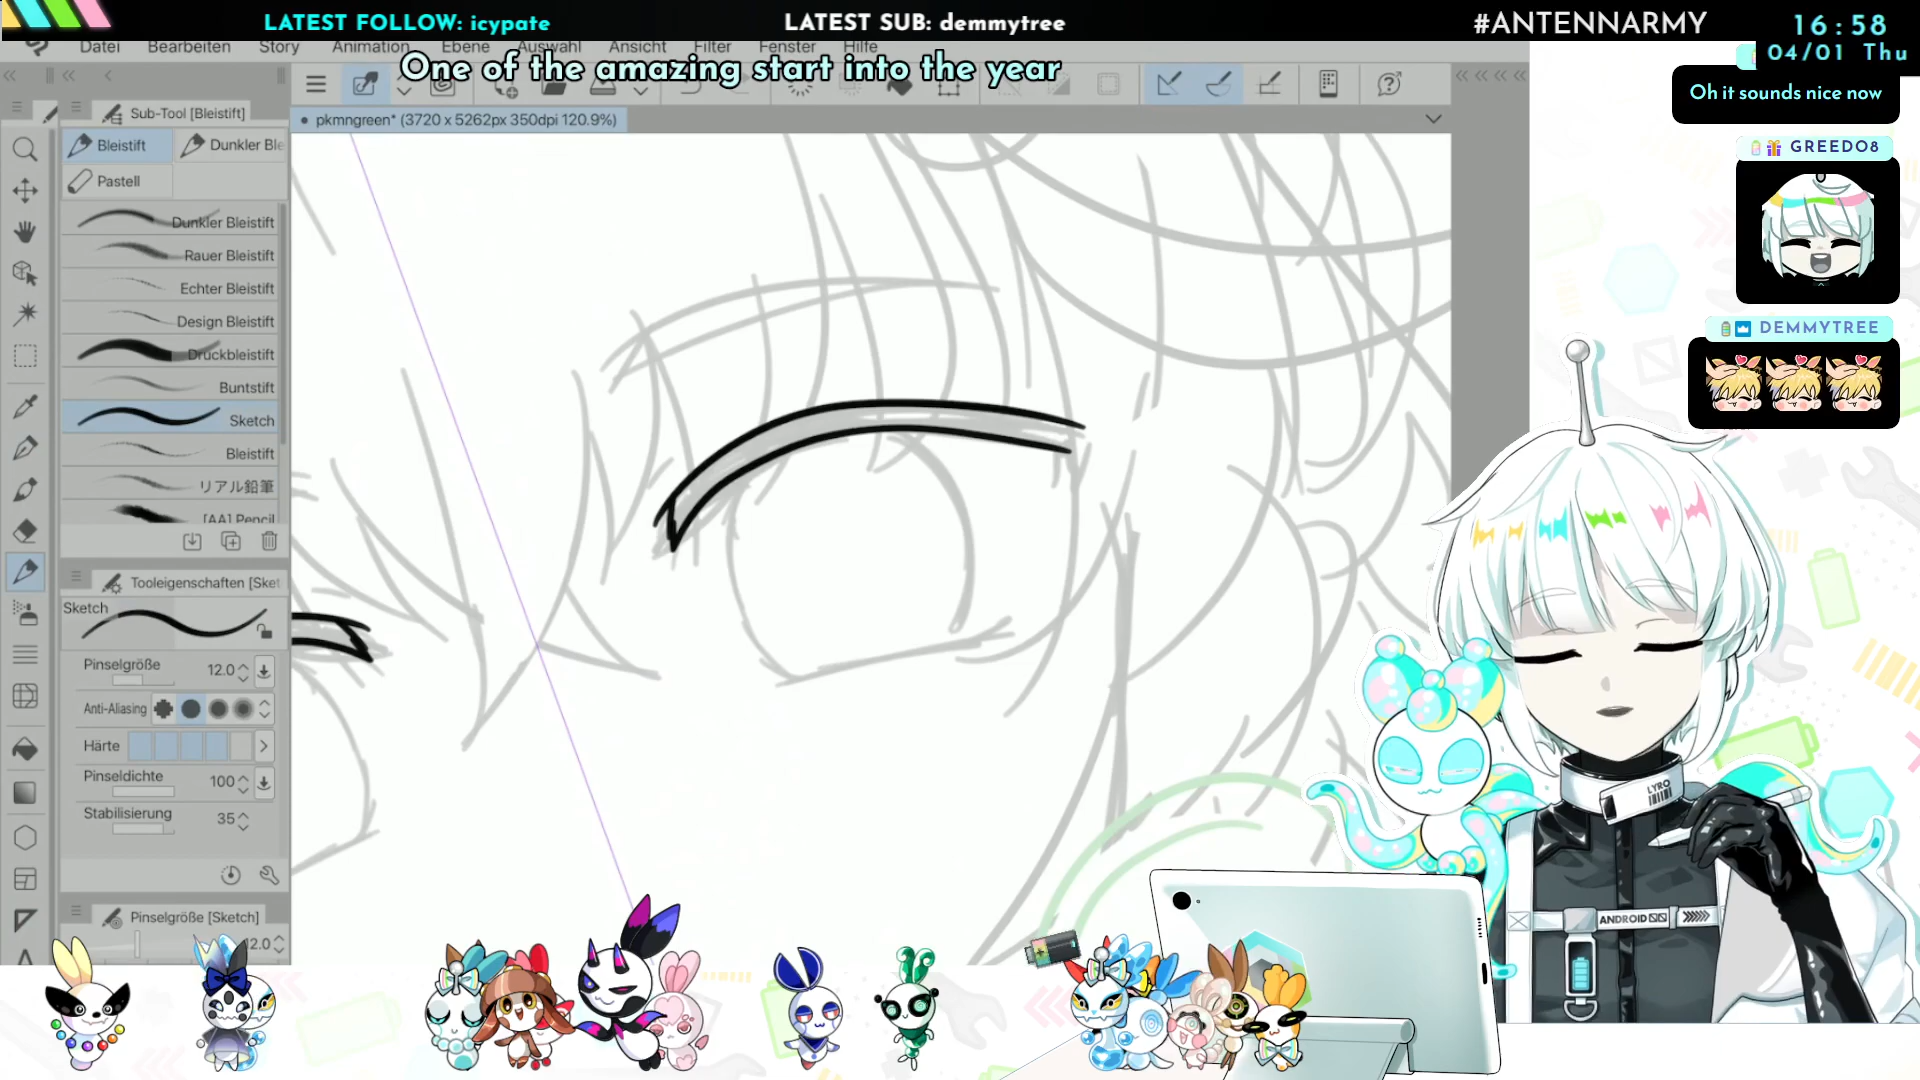 LATEST FOLLOW: icypate
LATEST SUB: demmytree
#ANTENNARMY
16:58
04/01 Thu
Datei Bearbeiten Story Animation Ebene Auswahl Ansicht Filter Fenster Hilfe
One of the amazing start into the year
Oh it sounds nice now
Sub-Tool [Bleistift]
pkmngreen* (3720 x 5262px 350dpi 120.9%)
Bleistift
Dunkler Ble
Pastell
GREEDO8
Dunkler Bleistift
Rauer Bleistift
Echter Bleistift
Design Bleistift
DEMMYTREE
Druckbleistift
Buntstift
Sketch
Bleistift
リアル鉛筆
[AA] Pencil
Tooleigenschaften [Sket
Sketch
Pinselgröße 12.0
Anti-Aliasing
Härte
Pinseldichte 100
Stabilisierung 35
LYRO
Pinselgröße [Sketch]
12.0
ANDROID